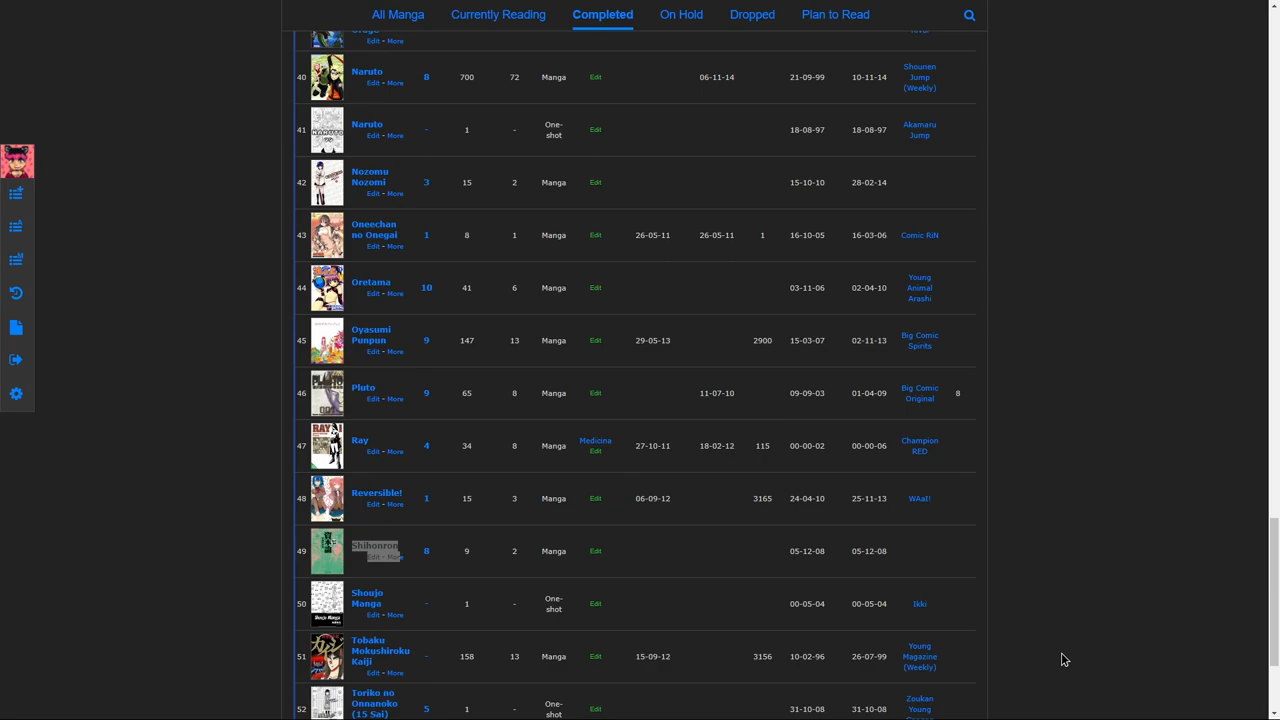 All Manga Currently Reading Completed On Hold Dropped Plan to Read
Edit - More
40 Naruto 8 700 72 Manga Edit 06-11-14 21-09-99 10-11-14 Shounen
Edit - More Jump
(Weekly)
41 Naruto - 1 One-shot Edit 18-08-97 18-08-97 Akamaru
Edit - More Jump
42 Nozomu 3 15 3 Manga Edit 15-09-10 28-02-14
Nozomi
Edit - More
43 Oneechan 1 8 1 Manga Edit 26-05-11 26-05-11 16-03-06 Comic RiN
no Onegai
Edit - More
44 Oretama 10 41 6 Manga Edit 03-11-06 02-04-10 Young
Edit - More Animal
Arashi
45 Oyasumi 9 147 13 Manga Edit 29-05-13 2900 15-03-07 02-11-13 Big Comic
Punpun Spirits
Edit - More
46 Pluto 9 65 8 Manga Edit 11-07-10 09-09-03 01-04-09 Big Comic 8
Edit - More Original
47 Ray 4 34 8 Manga Medicina 27-10-11 18-02-12 115 00-00-02 00-00-06 Champion
Edit - More Edit RED
48 Reversible! 1 15 3 Manga Edit 06-09-12 3165 24-04-10 25-11-13 WAaI!
Edit - More
49 Shihonron 8 9 2 Manga Edit 05-12-08 05-12-08
Edit - More
50 Shoujo - 1 One-shot Edit 00-05-04 00-05-04 Ikki
Manga
Edit - More
51 Tobaku - 158 13 Manga Edit 15-10-12 10-02-96 26-07-99 Young
Mokushiroku Magazine
Kaiji (Weekly)
Edit - More
52 Toriko no 5 One-shot Edit Zoukan
Onnanoko Young
(15 Sai)